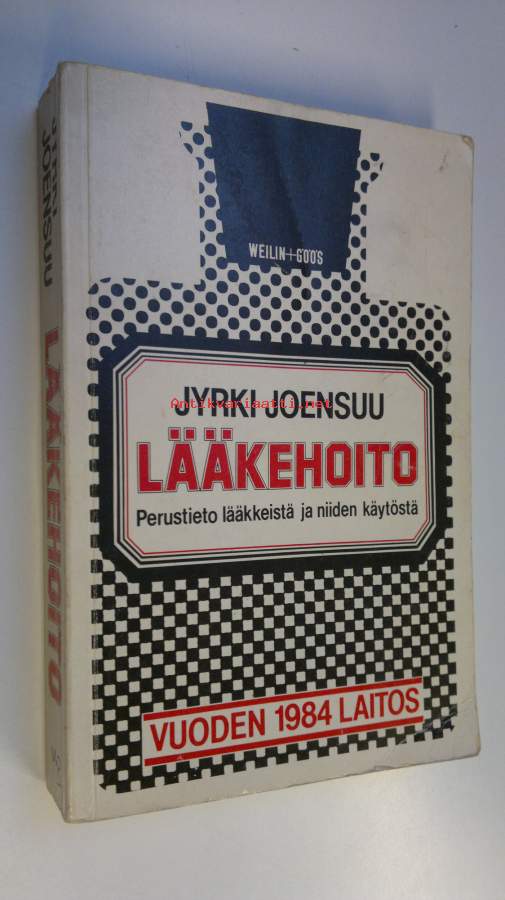 WEILIN+GÖÖS
JYRKI JOENSUU
Antikvariaatti.net
LÄÄKEHOITO
Perustieto lääkkeistä ja niiden käytöstä
VUODEN 1984 LAITOS
JYRKI
JOENSUU
LÄÄKEHOITO